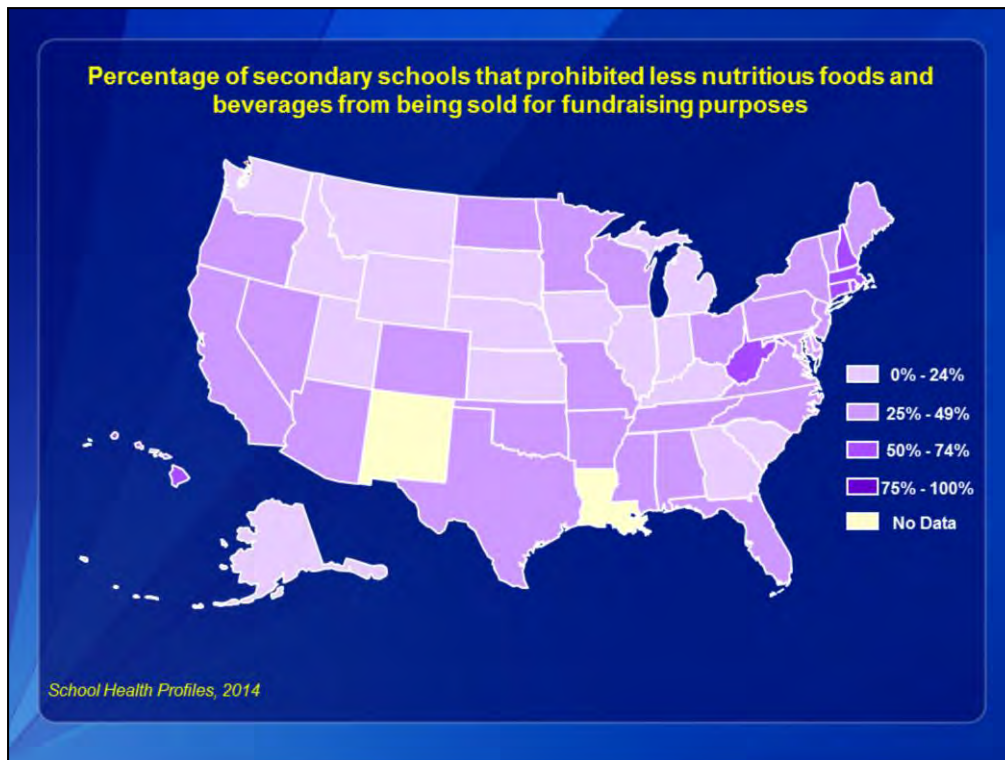 Percentage of secondary schools that prohibited less nutritious foods and
beverages from being sold for fundraising purposes
0% - 24%
25% - 49%
50% - 74%
75% - 100%
No Data
School Health Profiles, 2014